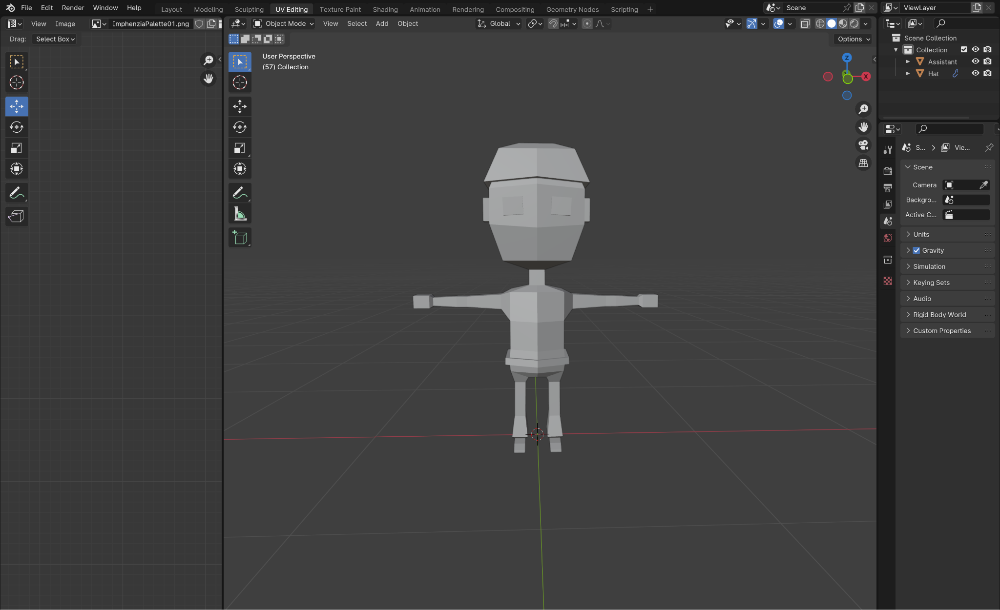 File Edit Render Window Help Layout Modeling Sculpting UV Editing Texture Paint Shading Animation Rendering Compositing Geometry Nodes Scripting + Scene ViewLayer
View Image ImphenziaPalette01.png Object Mode View Select Add Object Global
Drag: Select Box
Options
User Perspective
(57) Collection
Z
X
Scene Collection
Collection
Assistant
Hat
S... Vie...
Scene
Camera
Backgro...
Active C...
Units
Gravity
Simulation
Keying Sets
Audio
Rigid Body World
Custom Properties